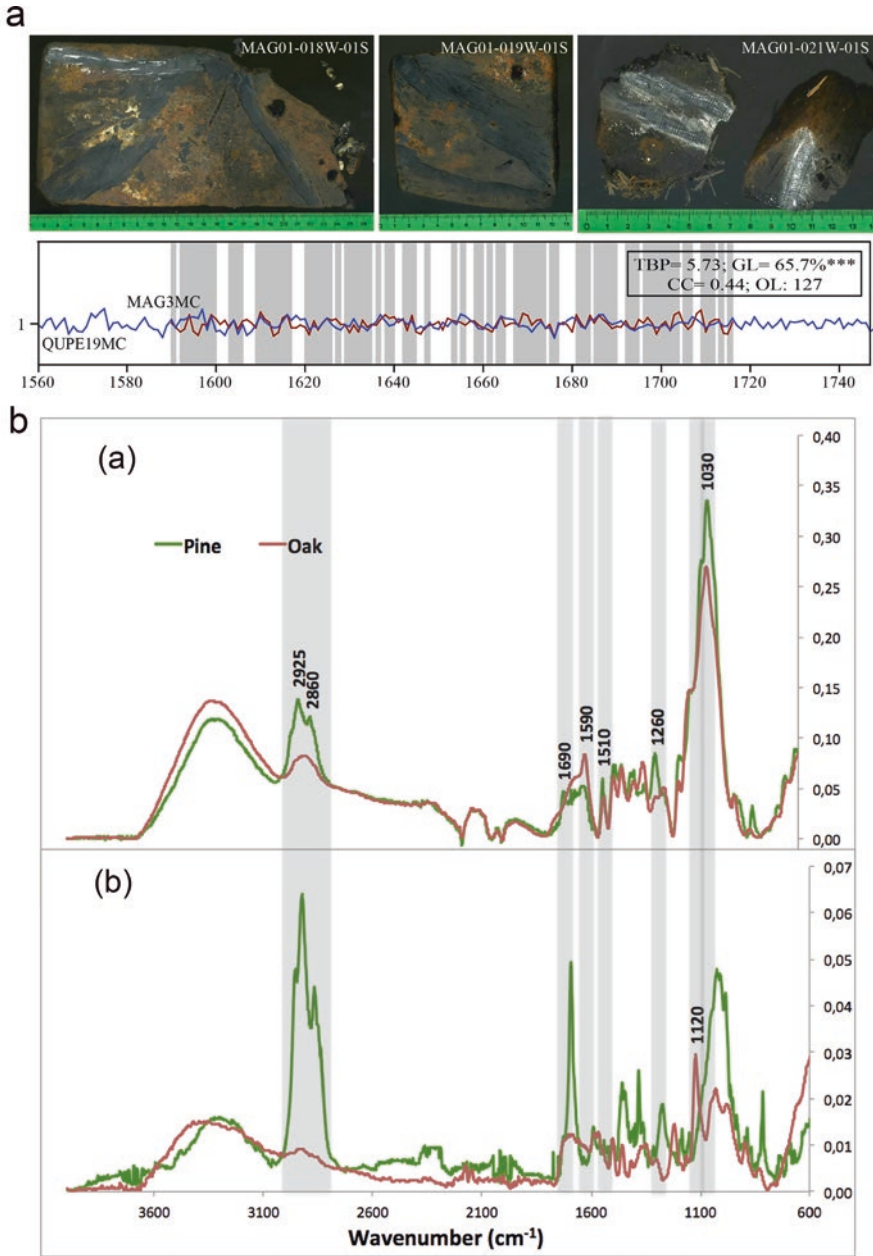 a
MAG01-018W-01S MAG01-019W-01S MAG01-021W-01S
TBP= 5.73; GL= 65.7%***
CC= 0.44; OL: 127
MAG3MC
1
QUPE19MC
1560 1580 1600 1620 1640 1660 1680 1700 1720 1740
b
(a)
Pine Oak
2925 2860 1690 1590 1510 1260 1030
0,40
0,35
0,30
0,25
0,20
0,15
0,10
0,05
0,00
(b)
1120
0,07
0,06
0,05
0,04
0,03
0,02
0,01
0,00
3600 3100 2600 2100 1600 1100 600
Wavenumber (cm⁻¹)